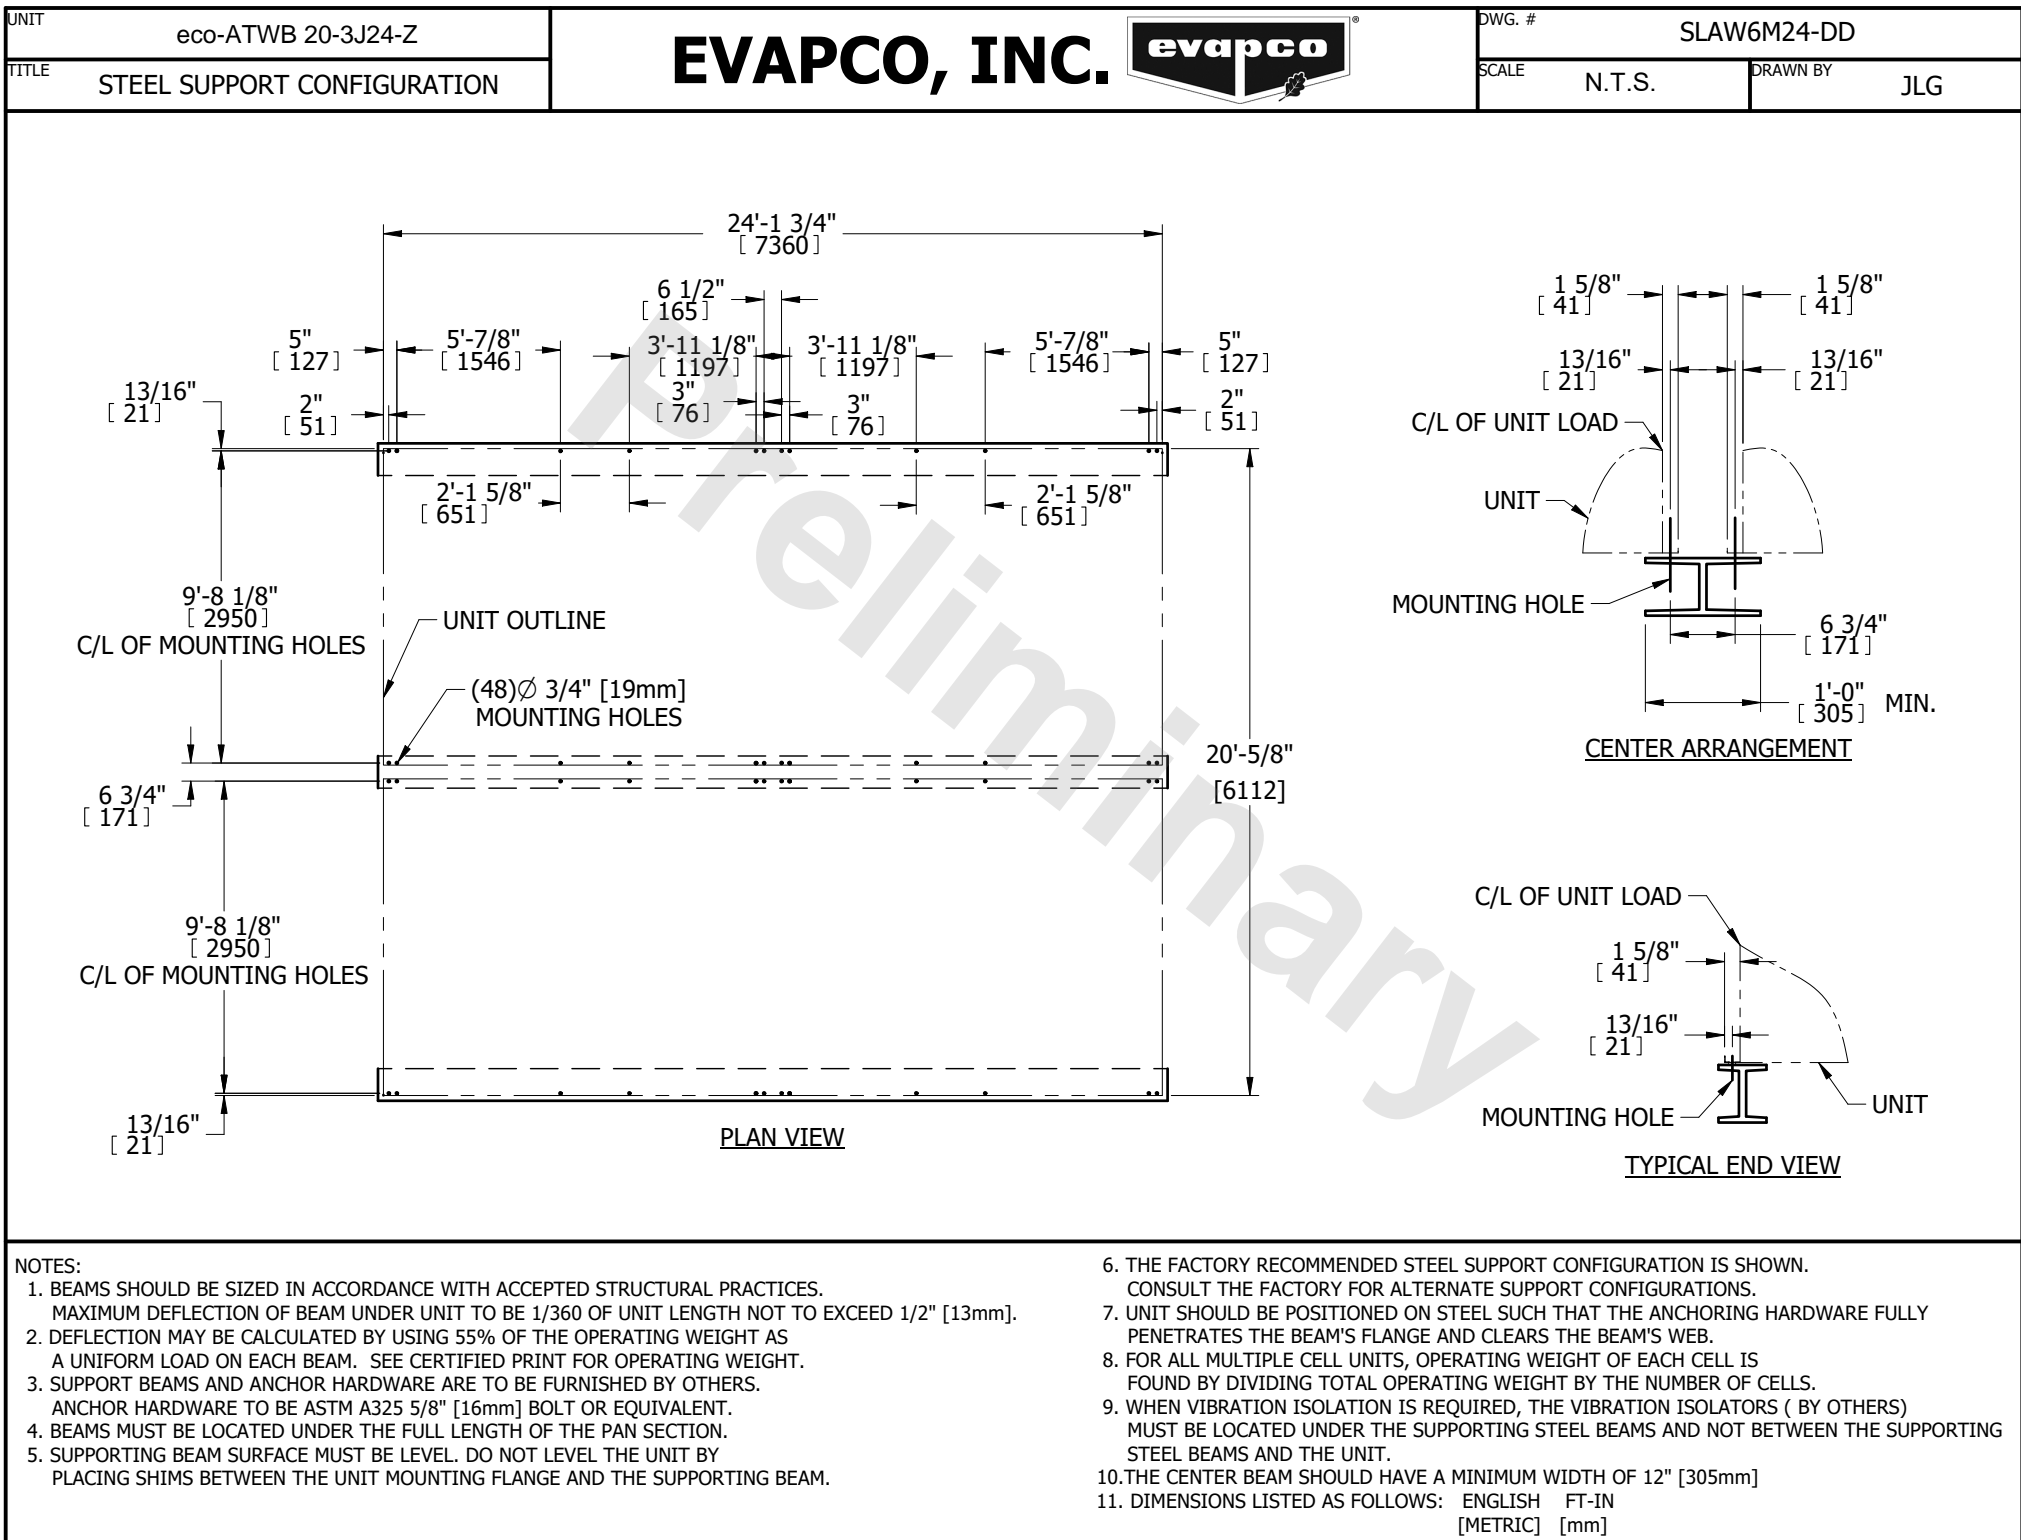 UNIT
eco-ATWB 20-3J24-Z
TITLE
STEEL SUPPORT CONFIGURATION
EVAPCO, INC.
evapco
®
DWG. #
SLAW6M24-DD
SCALE
N.T.S.
DRAWN BY
JLG
24'-1 3/4"
[ 7360]
6 1/2"
[ 165]
5"
[ 127]
5'-7/8"
[ 1546]
3'-11 1/8"
[ 1197]
3'-11 1/8"
[ 1197]
5'-7/8"
[ 1546]
5"
[ 127]
13/16"
[ 21]
2"
[ 51]
3"
[ 76]
3"
[ 76]
2"
[ 51]
2'-1 5/8"
[ 651]
2'-1 5/8"
[ 651]
9'-8 1/8"
[ 2950]
C/L OF MOUNTING HOLES
UNIT OUTLINE
(48)Ø 3/4" [19mm]
MOUNTING HOLES
6 3/4"
[ 171]
20'-5/8"
[6112]
9'-8 1/8"
[ 2950]
C/L OF MOUNTING HOLES
13/16"
[ 21]
PLAN VIEW
Preliminary
1 5/8"
[ 41]
1 5/8"
[ 41]
13/16"
[ 21]
13/16"
[ 21]
C/L OF UNIT LOAD
UNIT
MOUNTING HOLE
6 3/4"
[ 171]
1'-0"
[ 305] MIN.
CENTER ARRANGEMENT
C/L OF UNIT LOAD
1 5/8"
[ 41]
13/16"
[ 21]
MOUNTING HOLE
UNIT
TYPICAL END VIEW
NOTES:
1. BEAMS SHOULD BE SIZED IN ACCORDANCE WITH ACCEPTED STRUCTURAL PRACTICES.
MAXIMUM DEFLECTION OF BEAM UNDER UNIT TO BE 1/360 OF UNIT LENGTH NOT TO EXCEED 1/2" [13mm].
2. DEFLECTION MAY BE CALCULATED BY USING 55% OF THE OPERATING WEIGHT AS
A UNIFORM LOAD ON EACH BEAM. SEE CERTIFIED PRINT FOR OPERATING WEIGHT.
3. SUPPORT BEAMS AND ANCHOR HARDWARE ARE TO BE FURNISHED BY OTHERS.
ANCHOR HARDWARE TO BE ASTM A325 5/8" [16mm] BOLT OR EQUIVALENT.
4. BEAMS MUST BE LOCATED UNDER THE FULL LENGTH OF THE PAN SECTION.
5. SUPPORTING BEAM SURFACE MUST BE LEVEL. DO NOT LEVEL THE UNIT BY
PLACING SHIMS BETWEEN THE UNIT MOUNTING FLANGE AND THE SUPPORTING BEAM.
6. THE FACTORY RECOMMENDED STEEL SUPPORT CONFIGURATION IS SHOWN.
CONSULT THE FACTORY FOR ALTERNATE SUPPORT CONFIGURATIONS.
7. UNIT SHOULD BE POSITIONED ON STEEL SUCH THAT THE ANCHORING HARDWARE FULLY
PENETRATES THE BEAM'S FLANGE AND CLEARS THE BEAM'S WEB.
8. FOR ALL MULTIPLE CELL UNITS, OPERATING WEIGHT OF EACH CELL IS
FOUND BY DIVIDING TOTAL OPERATING WEIGHT BY THE NUMBER OF CELLS.
9. WHEN VIBRATION ISOLATION IS REQUIRED, THE VIBRATION ISOLATORS ( BY OTHERS)
MUST BE LOCATED UNDER THE SUPPORTING STEEL BEAMS AND NOT BETWEEN THE SUPPORTING
STEEL BEAMS AND THE UNIT.
10.THE CENTER BEAM SHOULD HAVE A MINIMUM WIDTH OF 12" [305mm]
11. DIMENSIONS LISTED AS FOLLOWS: ENGLISH FT-IN
[METRIC] [mm]